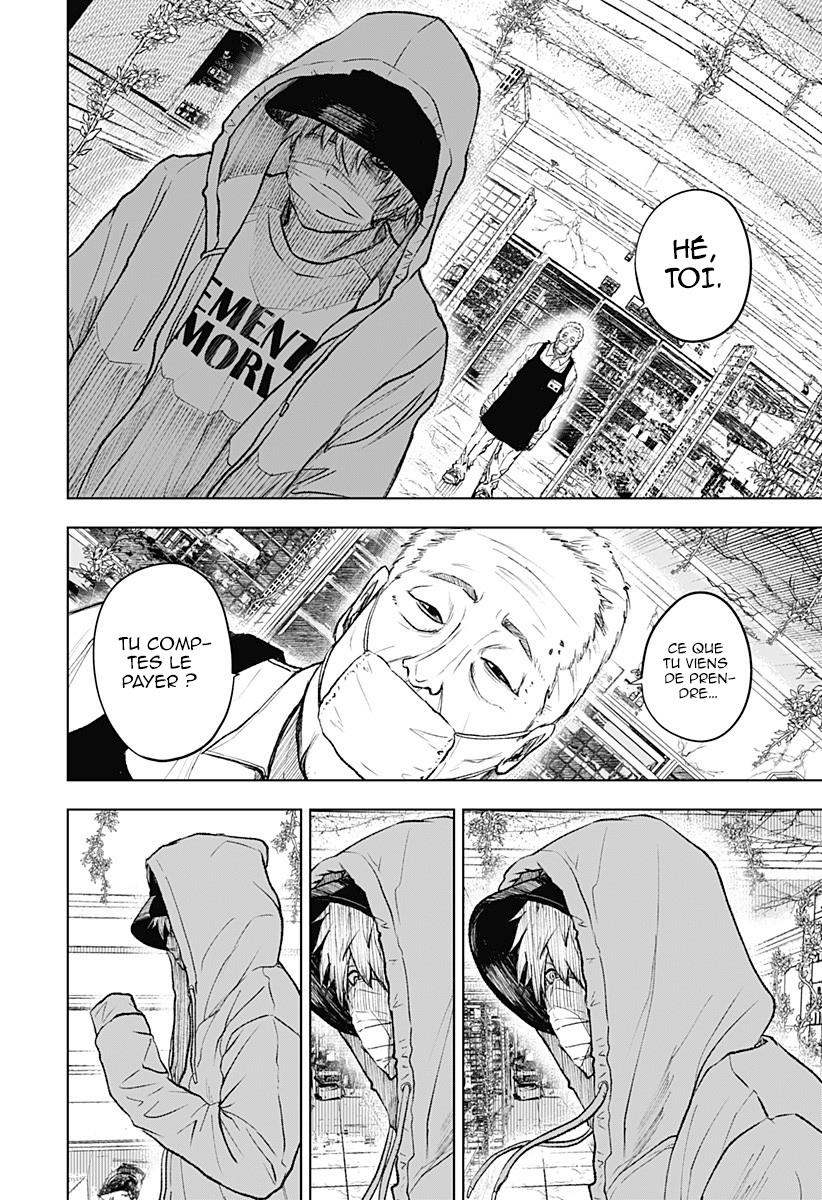 HÉ,
TOI.
EMENT
MORI
CE QUE
TU VIENS
DE PREN-
DRE...
TU COMP-
TES LE
PAYER ?